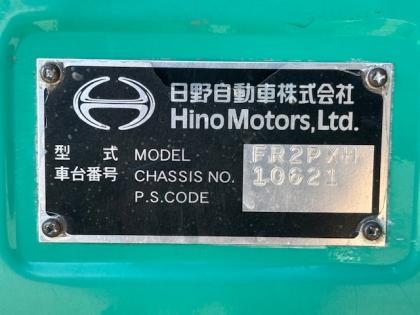 日野自動車株式会社
Hino Motors, Ltd.
型 式 MODEL FR2PXH
車台番号 CHASSIS NO. 10621
P.S.CODE